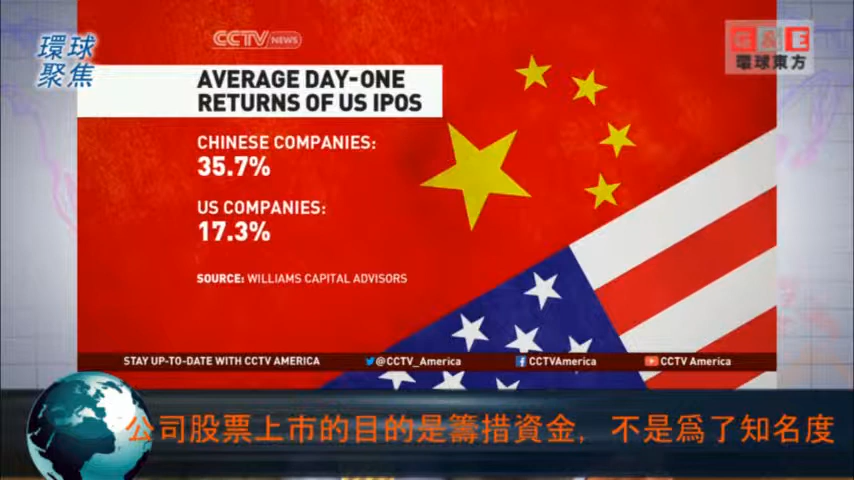 環球
聚焦
CCTV NEWS
G&E
環球東方
AVERAGE DAY-ONE
RETURNS OF US IPOS
CHINESE COMPANIES:
35.7%
US COMPANIES:
17.3%
SOURCE: WILLIAMS CAPITAL ADVISORS
STAY UP-TO-DATE WITH CCTV AMERICA @CCTV_America CCTVAmerica CCTV America
公司股票上市的目的是籌措資金，不是爲了知名度